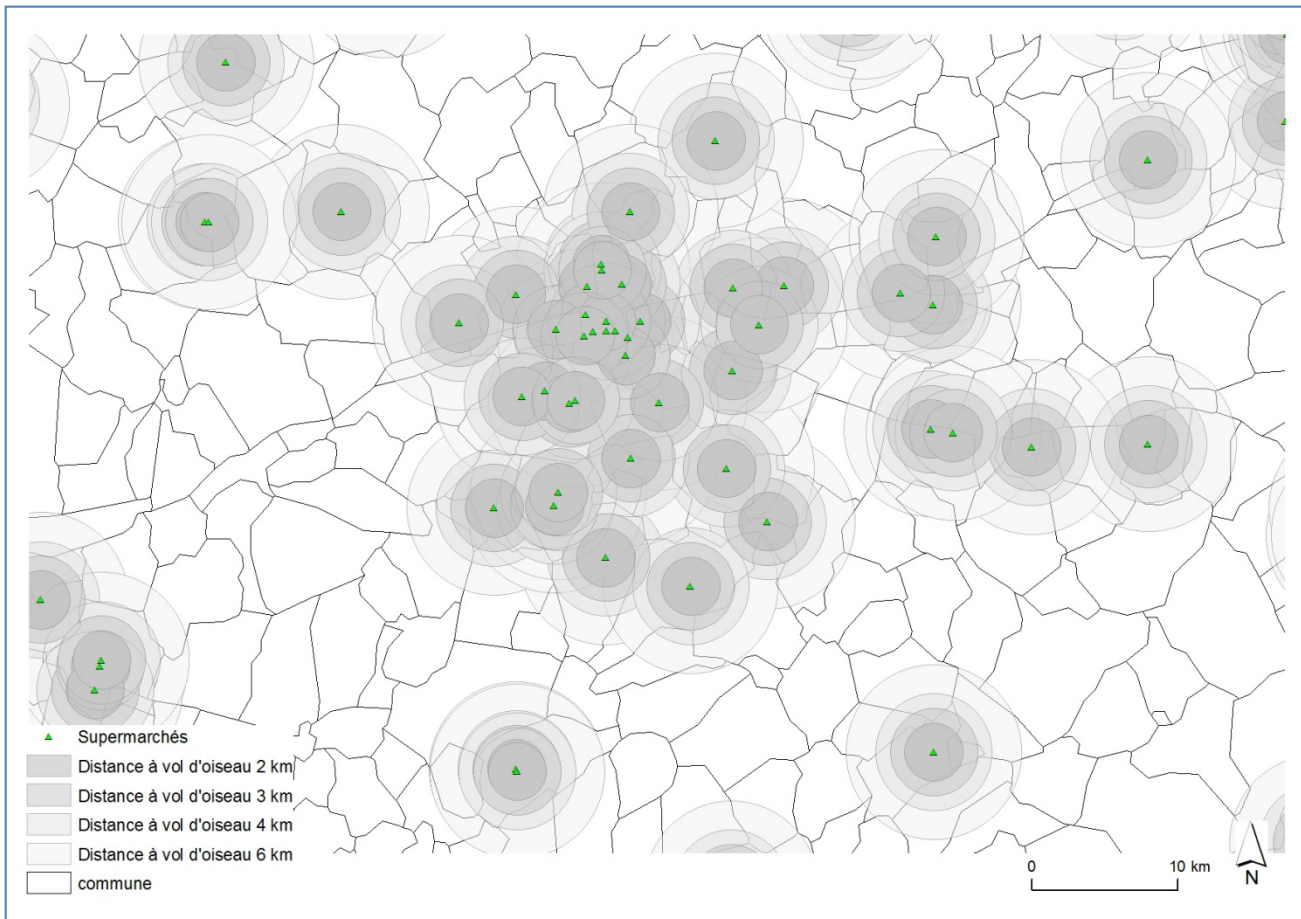 Supermarchés
Distance à vol d'oiseau 2 km
Distance à vol d'oiseau 3 km
Distance à vol d'oiseau 4 km
Distance à vol d'oiseau 6 km
commune
0 10 km
N